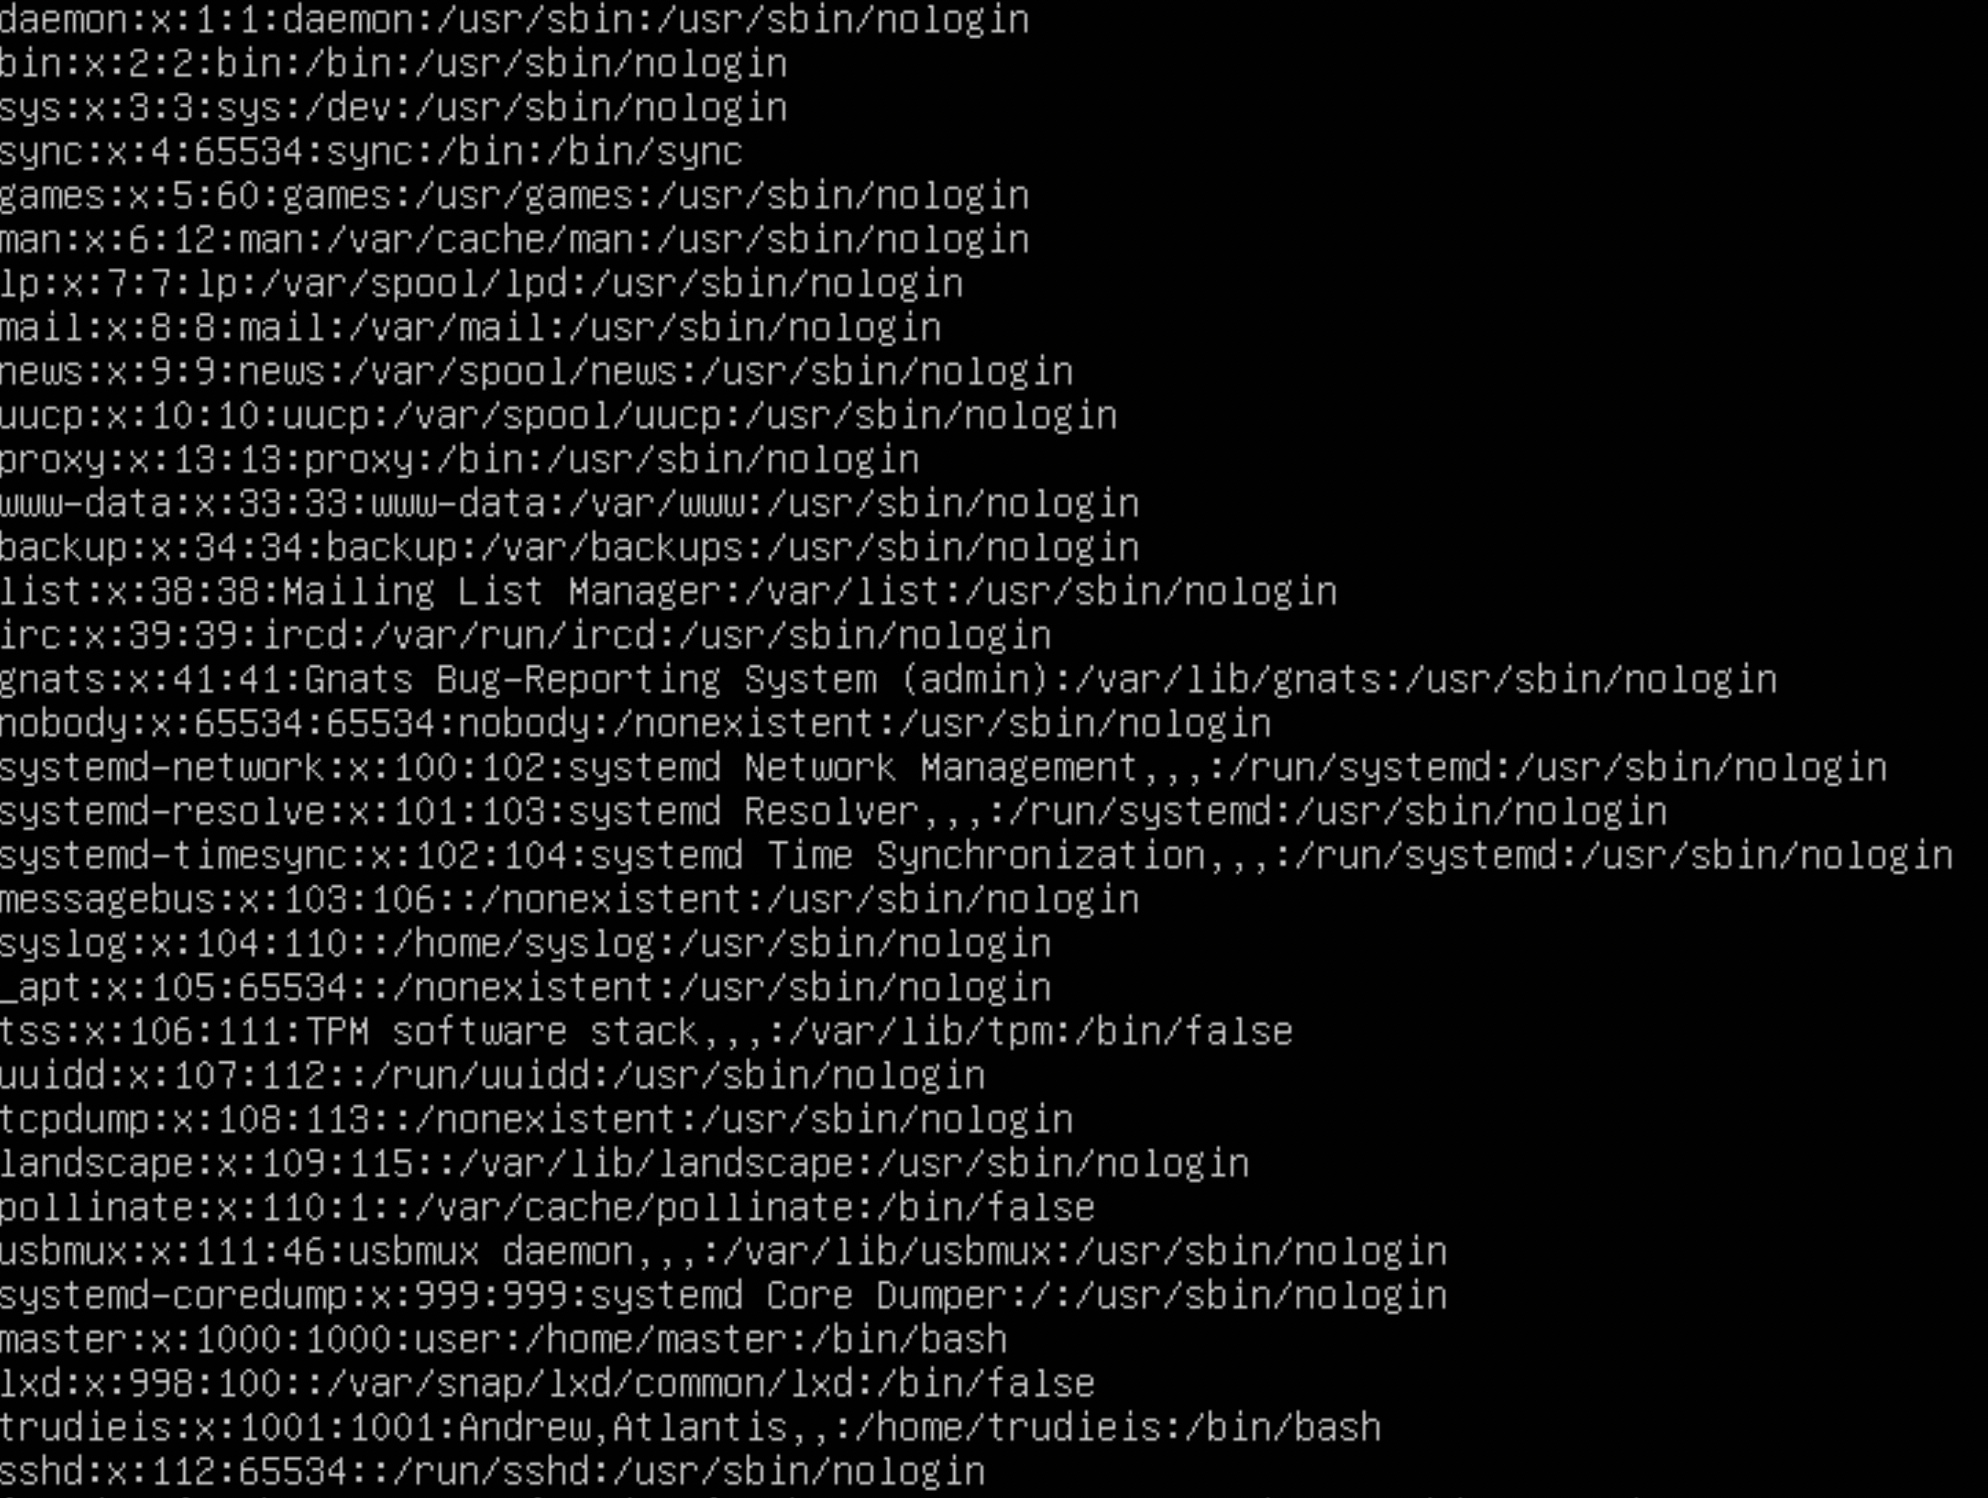 daemon:x:1:1:daemon:/usr/sbin:/usr/sbin/nologin
bin:x:2:2:bin:/bin:/usr/sbin/nologin
sys:x:3:3:sys:/dev:/usr/sbin/nologin
sync:x:4:65534:sync:/bin:/bin/sync
games:x:5:60:games:/usr/games:/usr/sbin/nologin
man:x:6:12:man:/var/cache/man:/usr/sbin/nologin
lp:x:7:7:lp:/var/spool/lpd:/usr/sbin/nologin
mail:x:8:8:mail:/var/mail:/usr/sbin/nologin
news:x:9:9:news:/var/spool/news:/usr/sbin/nologin
uucp:x:10:10:uucp:/var/spool/uucp:/usr/sbin/nologin
proxy:x:13:13:proxy:/bin:/usr/sbin/nologin
www-data:x:33:33:www-data:/var/www:/usr/sbin/nologin
backup:x:34:34:backup:/var/backups:/usr/sbin/nologin
list:x:38:38:Mailing List Manager:/var/list:/usr/sbin/nologin
irc:x:39:39:ircd:/var/run/ircd:/usr/sbin/nologin
gnats:x:41:41:Gnats Bug-Reporting System (admin):/var/lib/gnats:/usr/sbin/nologin
nobody:x:65534:65534:nobody:/nonexistent:/usr/sbin/nologin
systemd-network:x:100:102:systemd Network Management,,,:/run/systemd:/usr/sbin/nologin
systemd-resolve:x:101:103:systemd Resolver,,,:/run/systemd:/usr/sbin/nologin
systemd-timesync:x:102:104:systemd Time Synchronization,,,:/run/systemd:/usr/sbin/nologin
messagebus:x:103:106::/nonexistent:/usr/sbin/nologin
syslog:x:104:110::/home/syslog:/usr/sbin/nologin
_apt:x:105:65534::/nonexistent:/usr/sbin/nologin
tss:x:106:111:TPM software stack,,,:/var/lib/tpm:/bin/false
uuidd:x:107:112::/run/uuidd:/usr/sbin/nologin
tcpdump:x:108:113::/nonexistent:/usr/sbin/nologin
landscape:x:109:115::/var/lib/landscape:/usr/sbin/nologin
pollinate:x:110:1::/var/cache/pollinate:/bin/false
usbmux:x:111:46:usbmux daemon,,,:/var/lib/usbmux:/usr/sbin/nologin
systemd-coredump:x:999:999:systemd Core Dumper:/:/usr/sbin/nologin
master:x:1000:1000:user:/home/master:/bin/bash
lxd:x:998:100::/var/snap/lxd/common/lxd:/bin/false
trudieis:x:1001:1001:Andrew,Atlantis,,:/home/trudieis:/bin/bash
sshd:x:112:65534::/run/sshd:/usr/sbin/nologin